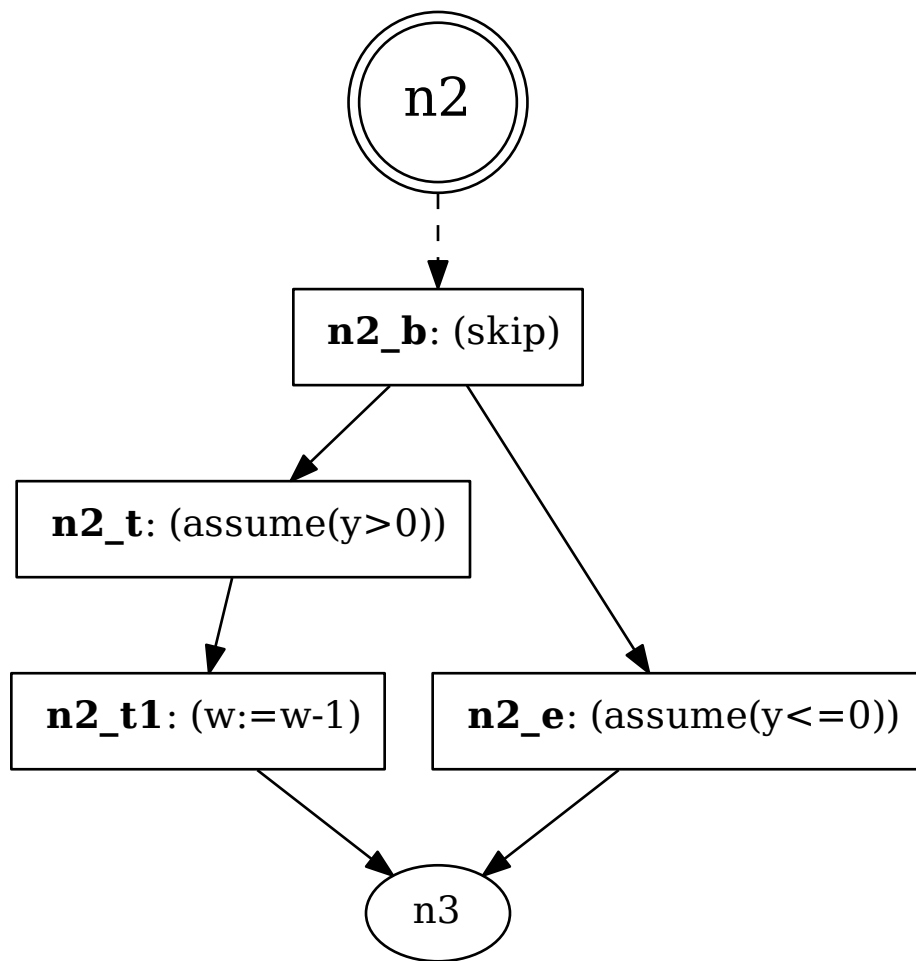 n2
n2_b: (skip)
n2_t: (assume(y>0))
n2_t1: (w:=w-1)
n2_e: (assume(y<=0))
n3